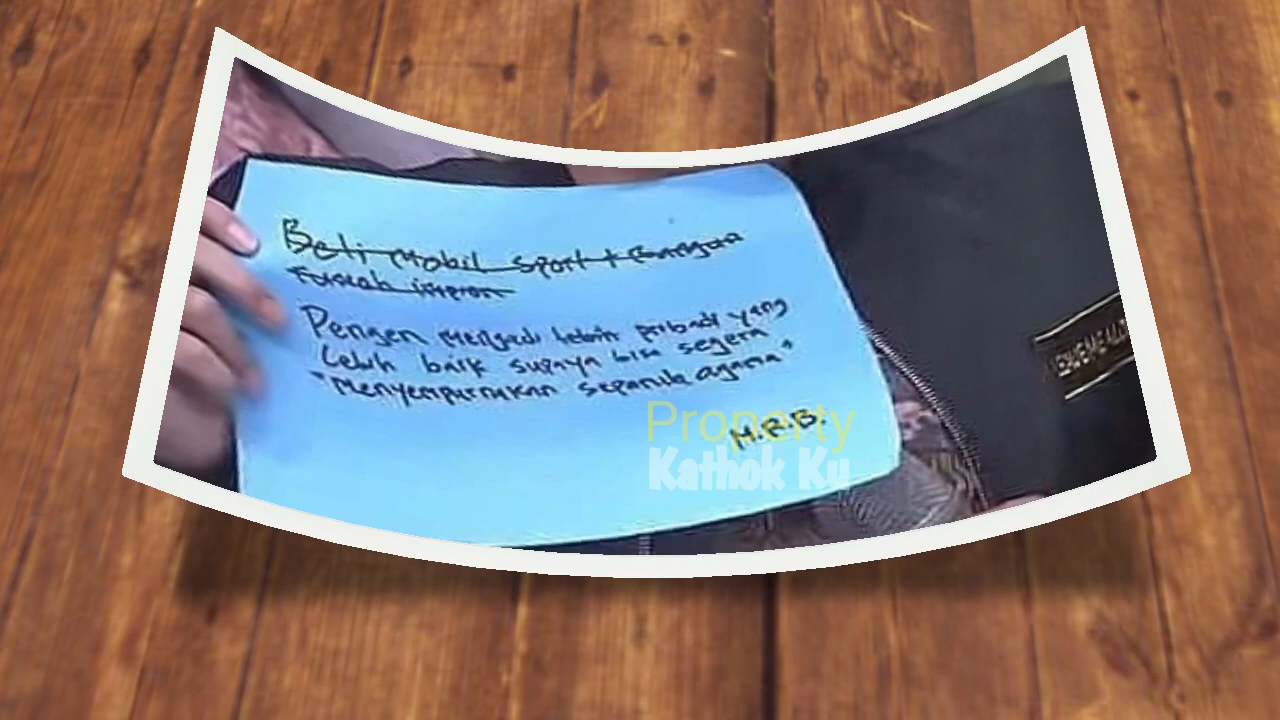 Beli Mobil Sport +
Pengen menjadi lebih pribadi yang
lebih baik supaya bisa segera
"Menyempurnakan separuh agama"
M.R.B.
Property
Kathok Ku